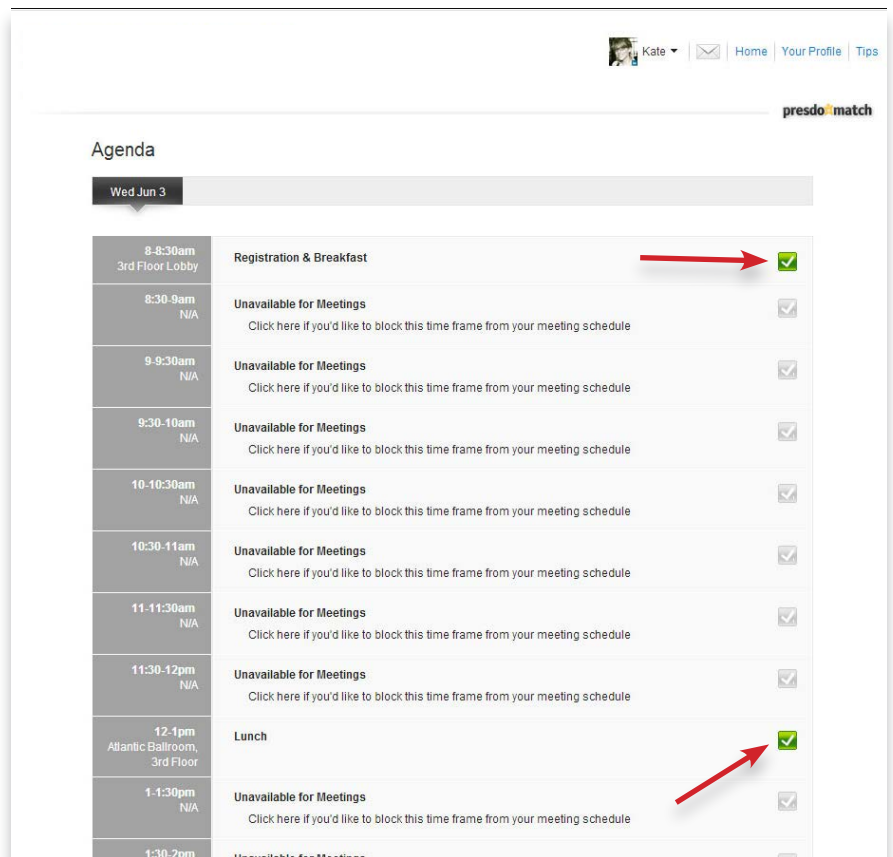 Kate Home Your Profile Tips
presdo match
Agenda
Wed Jun 3
8-8:30am
3rd Floor Lobby
Registration & Breakfast
8:30-9am
N/A
Unavailable for Meetings
Click here if you'd like to block this time frame from your meeting schedule
9-9:30am
N/A
Unavailable for Meetings
Click here if you'd like to block this time frame from your meeting schedule
9:30-10am
N/A
Unavailable for Meetings
Click here if you'd like to block this time frame from your meeting schedule
10-10:30am
N/A
Unavailable for Meetings
Click here if you'd like to block this time frame from your meeting schedule
10:30-11am
N/A
Unavailable for Meetings
Click here if you'd like to block this time frame from your meeting schedule
11-11:30am
N/A
Unavailable for Meetings
Click here if you'd like to block this time frame from your meeting schedule
11:30-12pm
N/A
Unavailable for Meetings
Click here if you'd like to block this time frame from your meeting schedule
12-1pm
Atlantic Ballroom,
3rd Floor
Lunch
1-1:30pm
N/A
Unavailable for Meetings
Click here if you'd like to block this time frame from your meeting schedule
1:30-2pm
Unavailable for Meetings